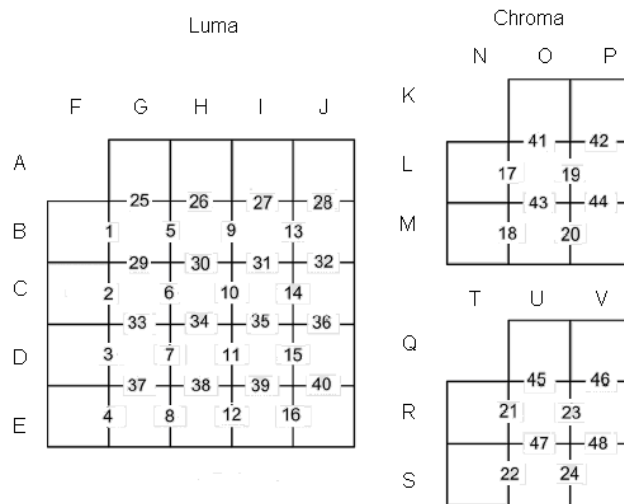 Luma
F G H I J
A
25 26 27 28
B 1 5 9 13
29 30 31 32
C 2 6 10 14
33 34 35 36
D 3 7 11 15
37 38 39 40
E 4 8 12 16
Chroma
N O P
K
41 42
L 17 19
43 44
M 18 20
T U V
Q
45 46
R 21 23
47 48
S 22 24